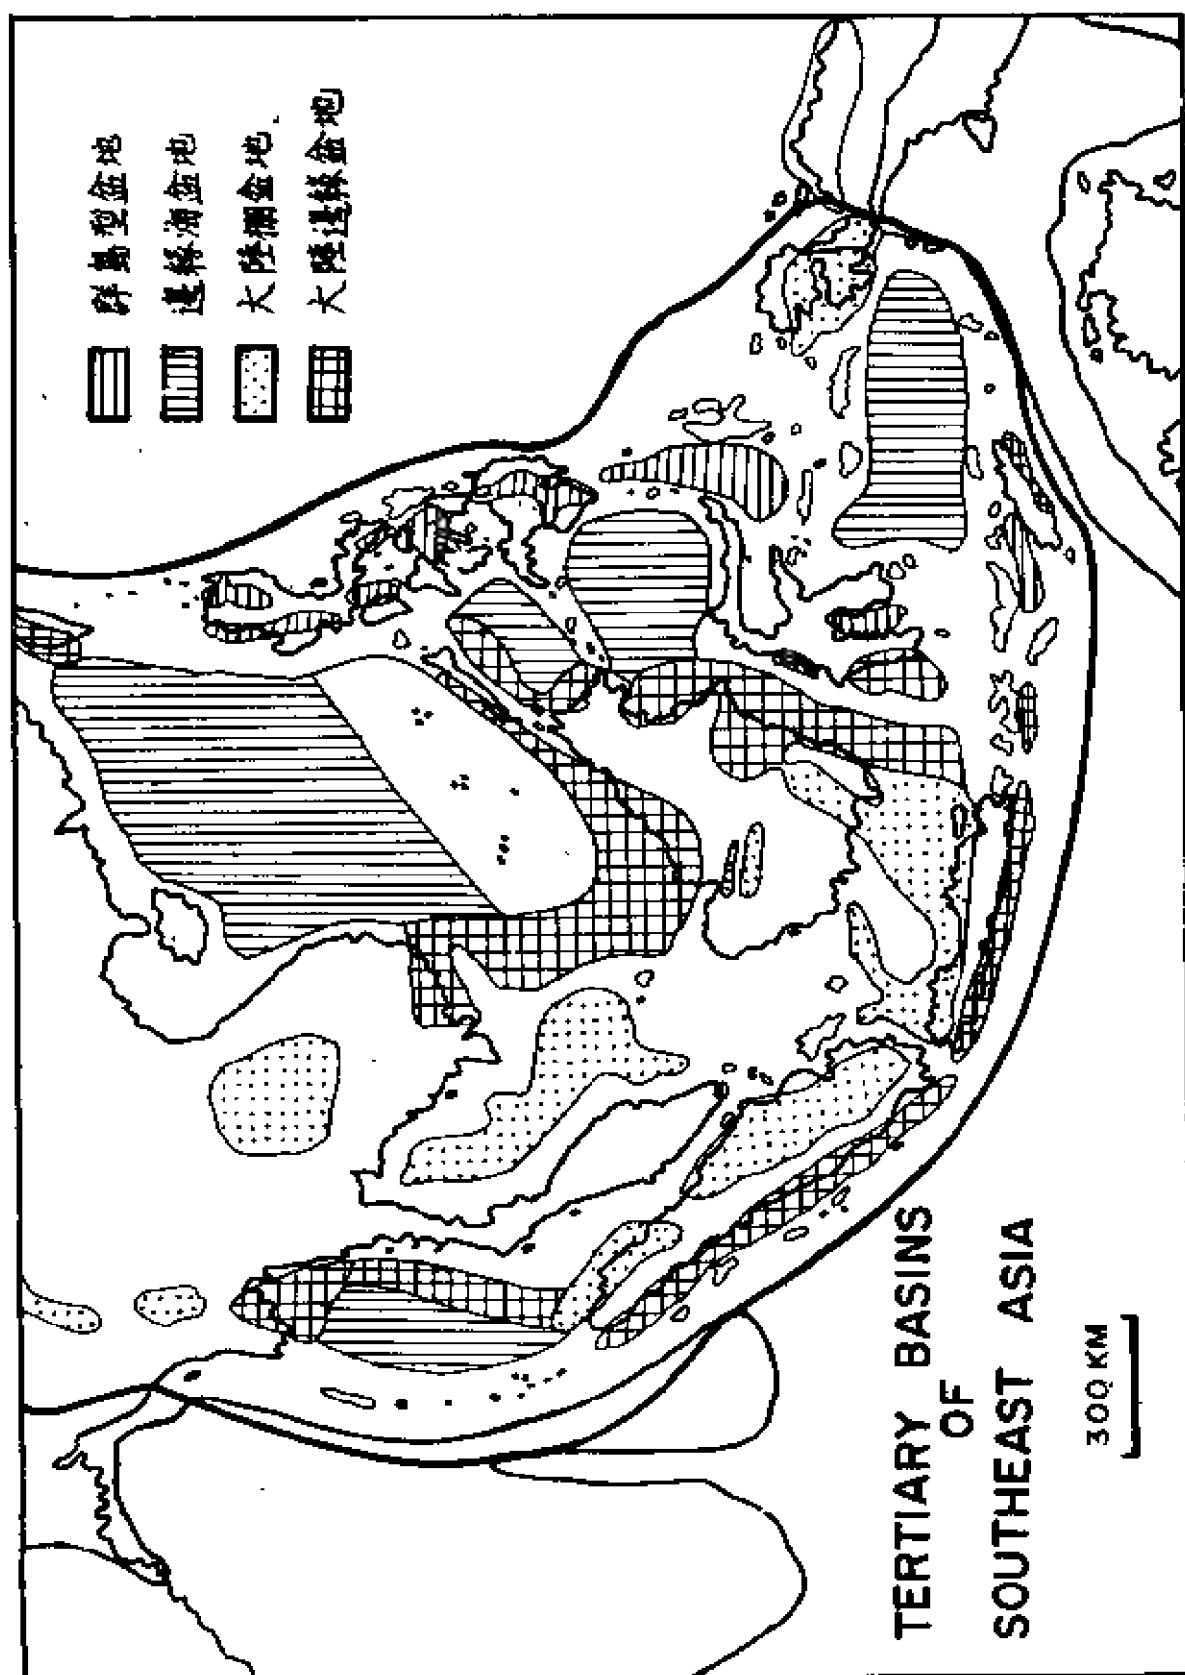 群島型盆地
邊緣海盆地
大陸棚盆地
大陸邊緣盆地
TERTIARY BASINS
OF
SOUTHEAST ASIA
300 KM